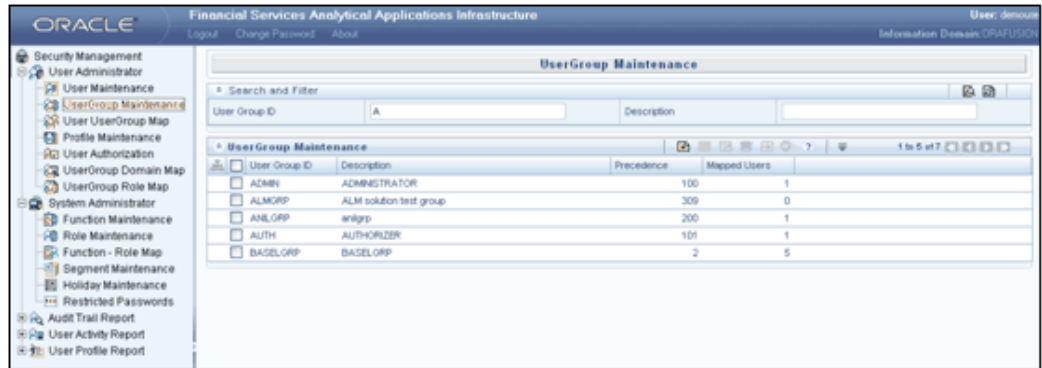 ORACLE
Financial Services Analytical Applications Infrastructure
User: demouser
Logout Change Password About
Information Domain: ORAFUSION
Security Management
User Administrator
User Maintenance
UserGroup Maintenance
User UserGroup Map
Profile Maintenance
User Authorization
UserGroup Domain Map
UserGroup Role Map
System Administrator
Function Maintenance
Role Maintenance
Function - Role Map
Segment Maintenance
Holiday Maintenance
Restricted Passwords
Audit Trail Report
User Activity Report
User Profile Report
UserGroup Maintenance
Search and Filter
User Group ID A Description
UserGroup Maintenance 1 to 5 of 7
User Group ID Description Precedence Mapped Users
ADMIN ADMINISTRATOR 100 1
ALMGRP ALM solution test group 309 0
ANILGRP anilgrp 200 1
AUTH AUTHORIZER 101 1
BASELGRP BASELGRP 2 5